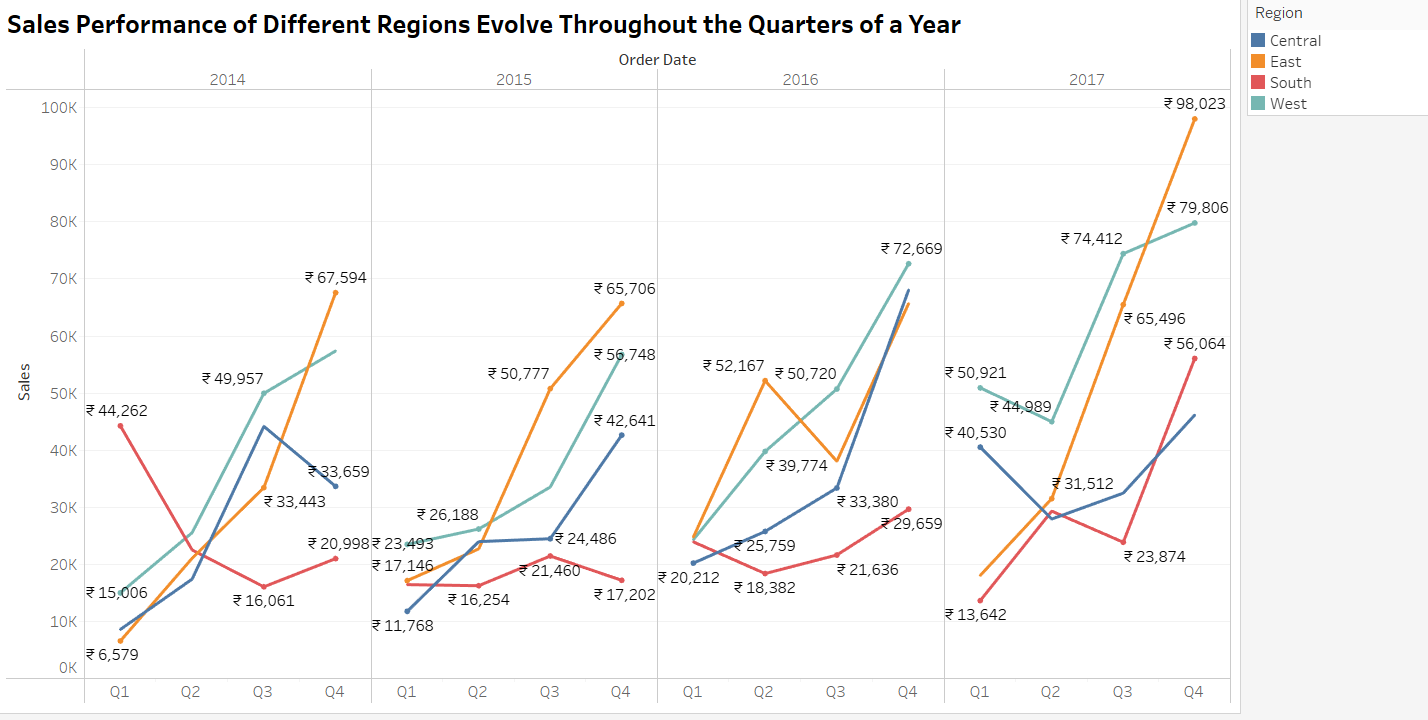 Sales Performance of Different Regions Evolve Throughout the Quarters of a Year
Region
Central
East
South
West
Order Date
2014 2015 2016 2017
Sales
100K
90K
80K
70K
60K
50K
40K
30K
20K
10K
0K
₹ 44,262
₹ 15,006
₹ 6,579
₹ 49,957
₹ 33,443
₹ 16,061
₹ 67,594
₹ 33,659
₹ 20,998
₹ 23,493
₹ 17,146
₹ 11,768
₹ 26,188
₹ 16,254
₹ 50,777
₹ 24,486
₹ 21,460
₹ 65,706
₹ 56,748
₹ 42,641
₹ 17,202
₹ 20,212
₹ 52,167
₹ 39,774
₹ 25,759
₹ 18,382
₹ 50,720
₹ 33,380
₹ 21,636
₹ 72,669
₹ 29,659
₹ 50,921
₹ 40,530
₹ 13,642
₹ 44,989
₹ 31,512
₹ 74,412
₹ 65,496
₹ 23,874
₹ 98,023
₹ 79,806
₹ 56,064
Q1 Q2 Q3 Q4 Q1 Q2 Q3 Q4 Q1 Q2 Q3 Q4 Q1 Q2 Q3 Q4